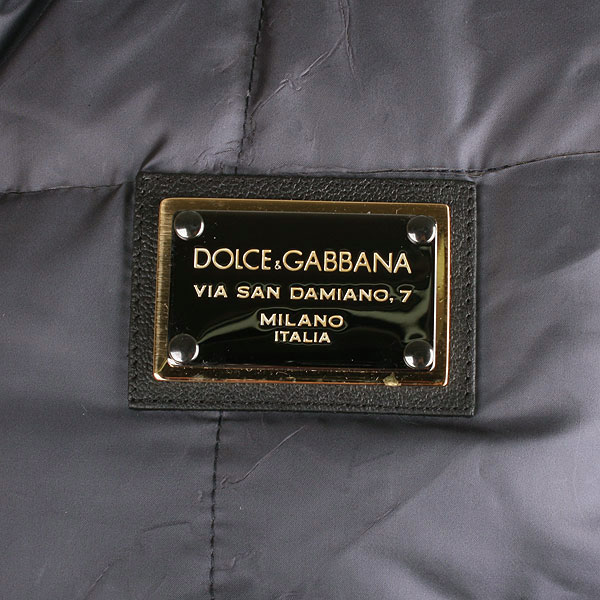 DOLCE&GABBANA
VIA SAN DAMIANO, 7
MILANO
ITALIA